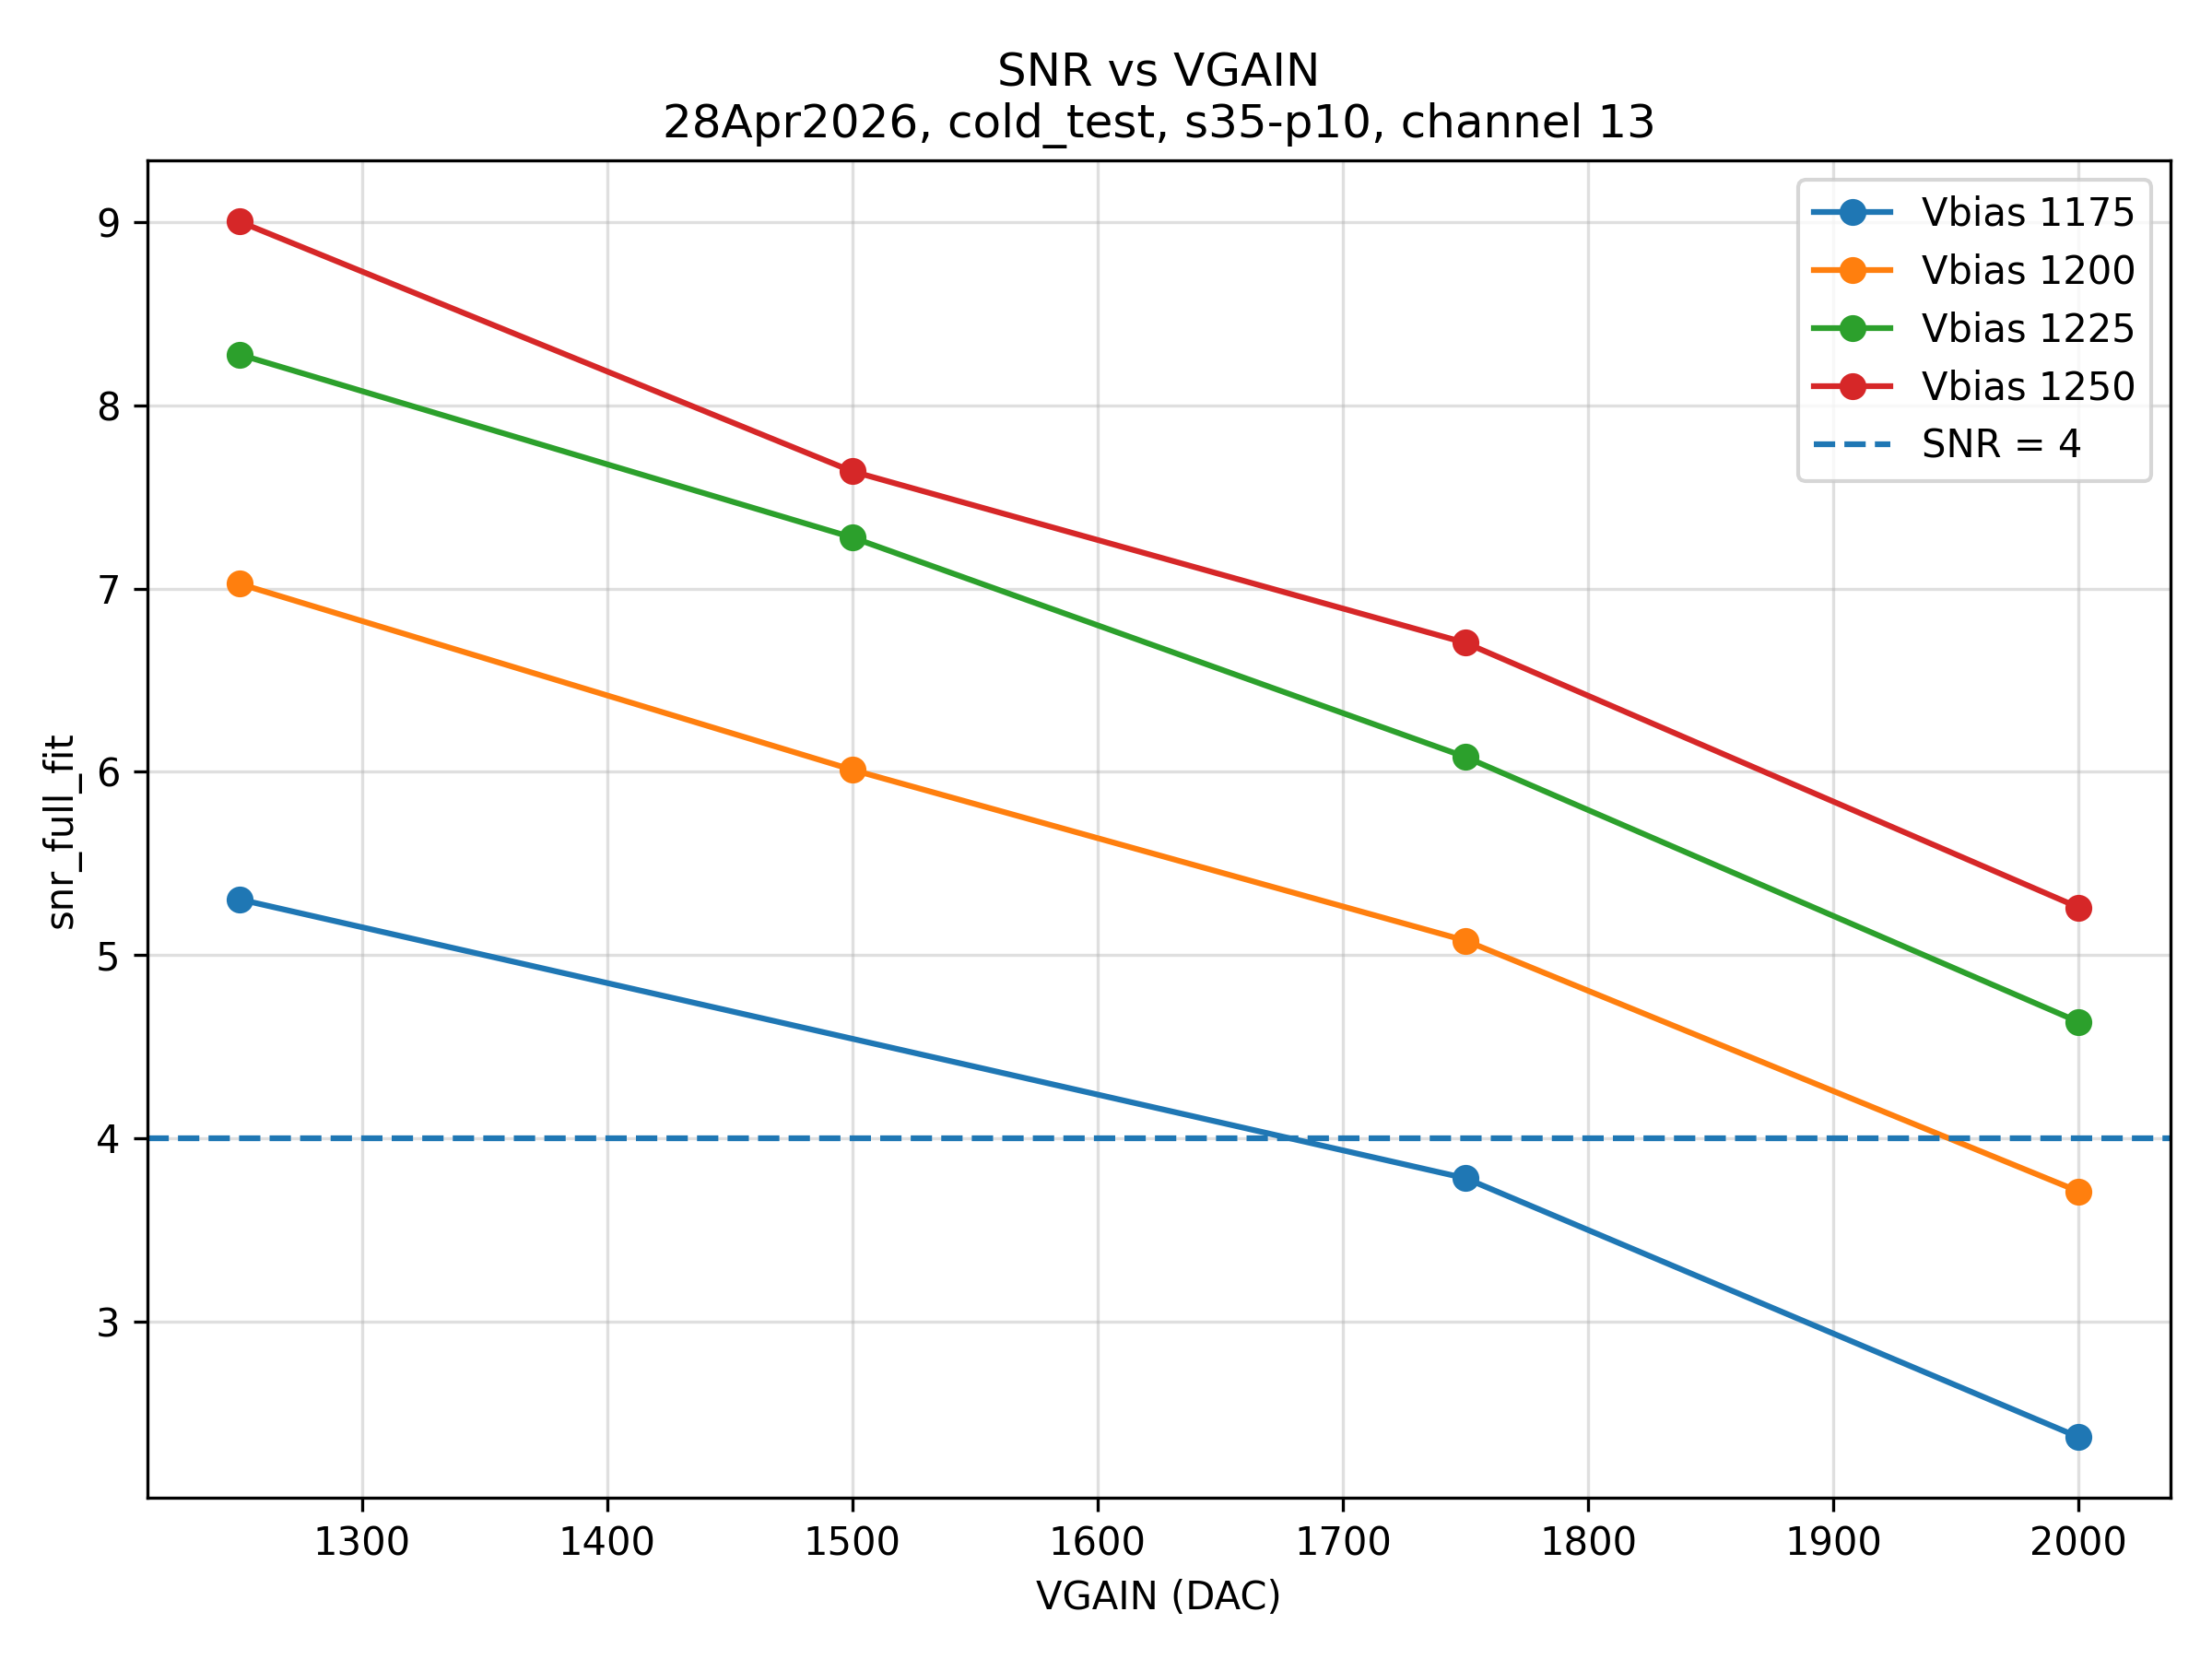 SNR vs VGAIN
28Apr2026, cold_test, s35-p10, channel 13
Vbias 1175
Vbias 1200
Vbias 1225
Vbias 1250
SNR = 4
snr_full_fit
9
8
7
6
5
4
3
1300 1400 1500 1600 1700 1800 1900 2000
VGAIN (DAC)